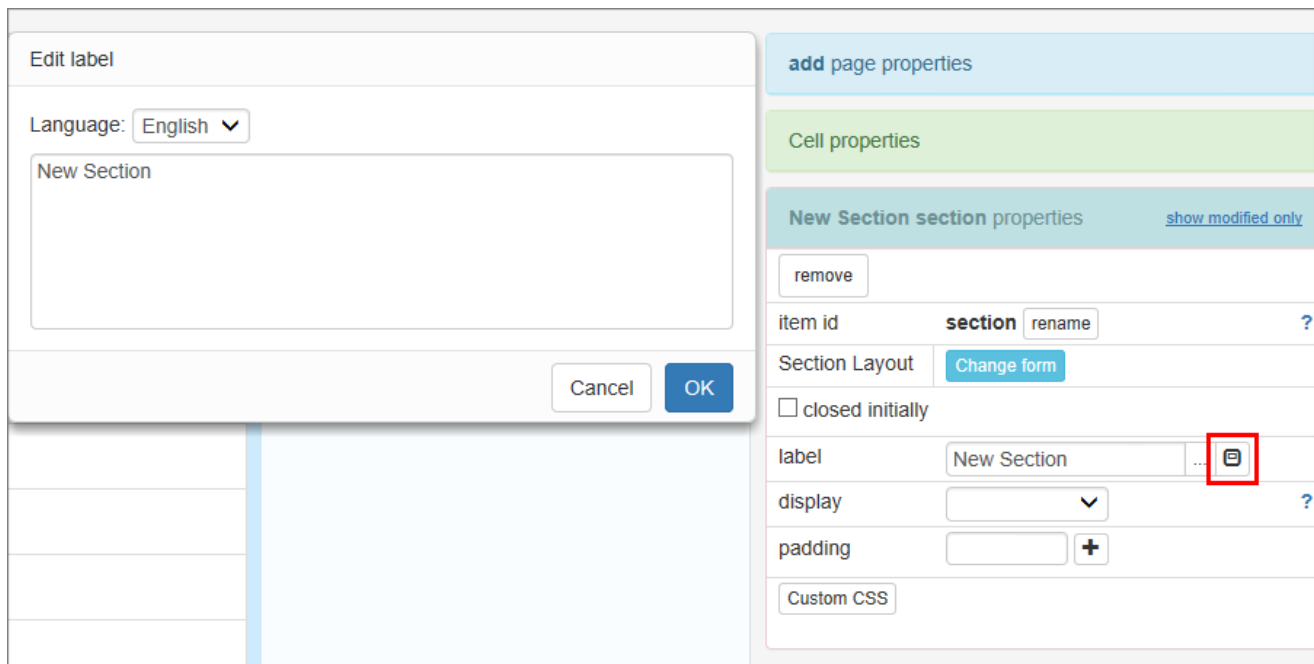 Edit label
Language: English
New Section
Cancel OK
add page properties
Cell properties
New Section section properties show modified only
remove
item id section rename ?
Section Layout Change form
closed initially
label New Section ...
display ?
padding +
Custom CSS